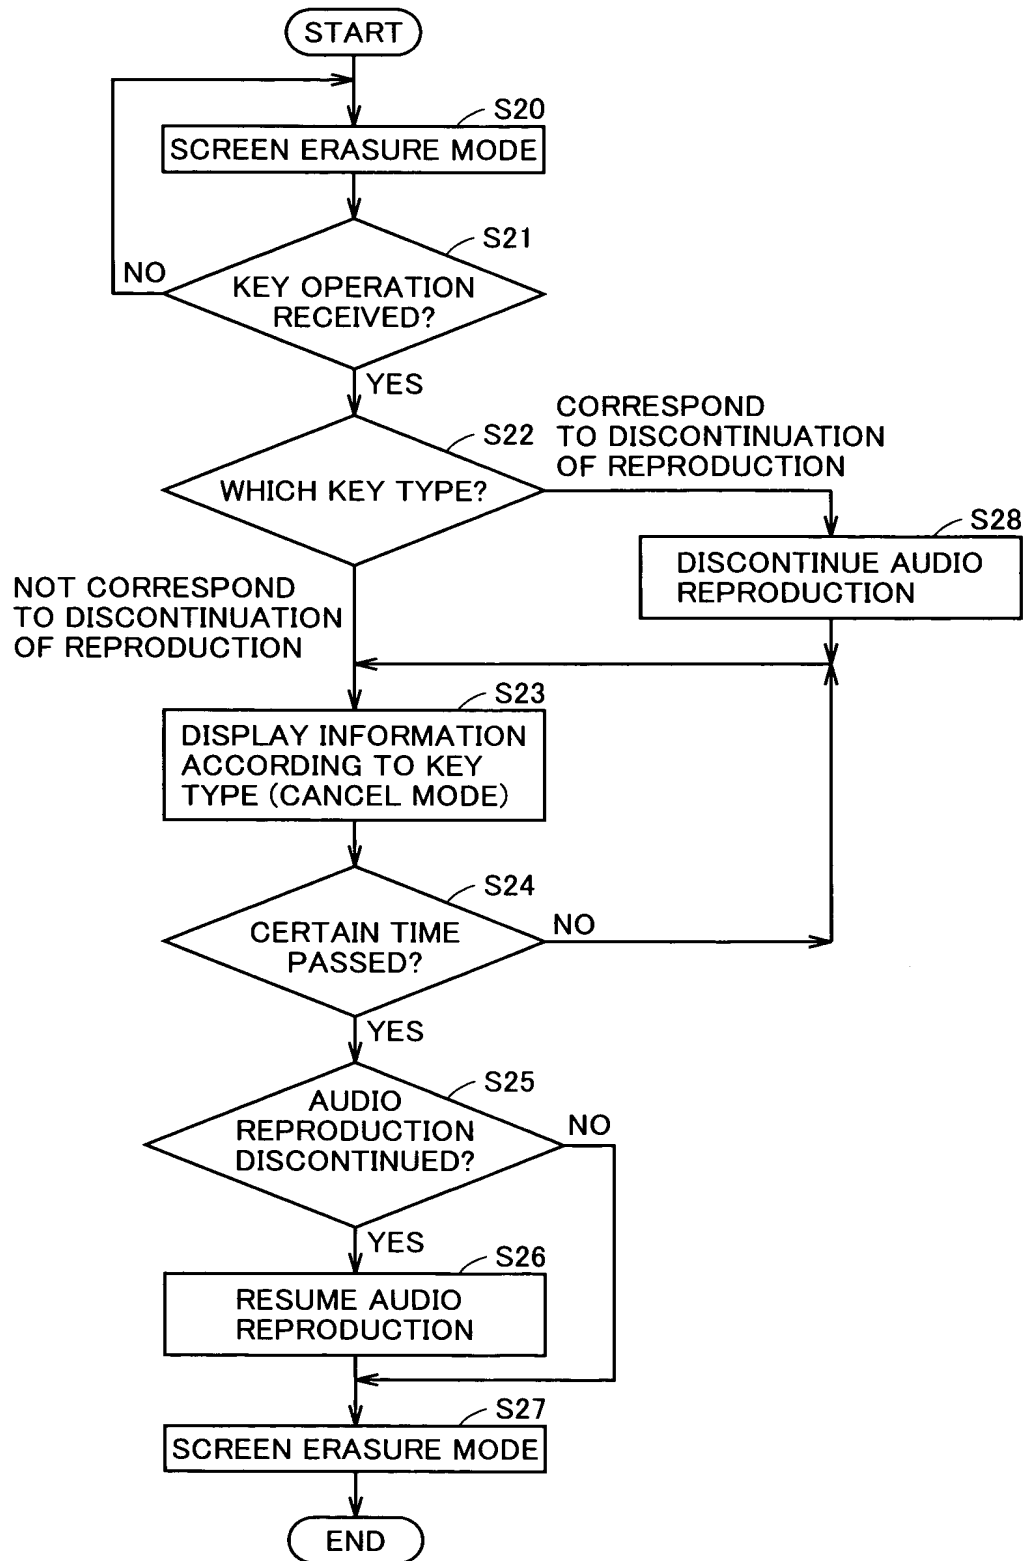 START
S20
SCREEN ERASURE MODE
S21
NO
KEY OPERATION
RECEIVED?
YES
S22
CORRESPOND
TO DISCONTINUATION
OF REPRODUCTION
WHICH KEY TYPE?
S28
DISCONTINUE AUDIO
REPRODUCTION
NOT CORRESPOND
TO DISCONTINUATION
OF REPRODUCTION
S23
DISPLAY INFORMATION
ACCORDING TO KEY
TYPE (CANCEL MODE)
S24
CERTAIN TIME
PASSED?
NO
YES
S25
AUDIO
REPRODUCTION
DISCONTINUED?
NO
YES
S26
RESUME AUDIO
REPRODUCTION
S27
SCREEN ERASURE MODE
END